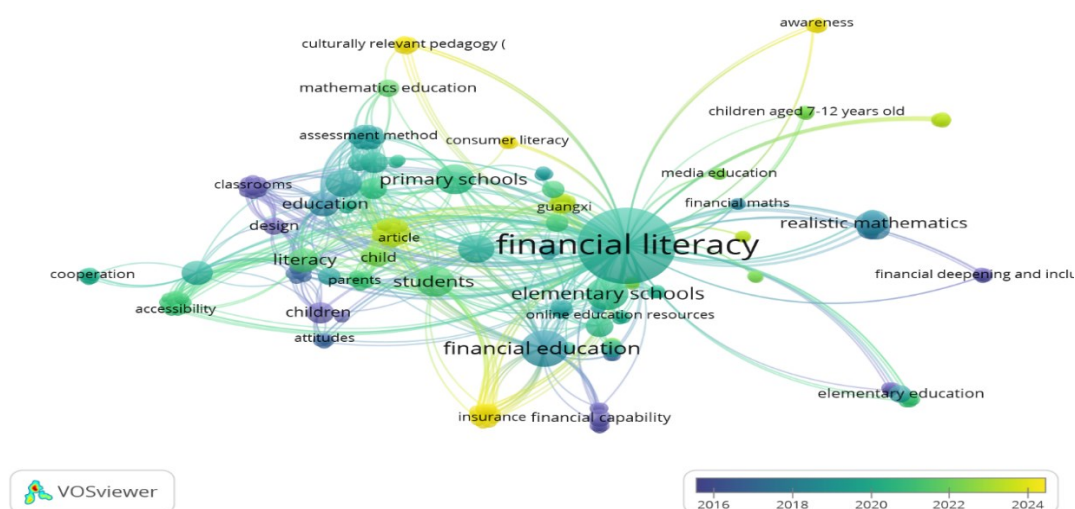 awareness
culturally relevant pedagogy (
mathematics education
children aged 7-12 years old
assessment method
consumer literacy
media education
primary schools
classrooms
education
guangxi
financial maths
design
article
financial literacy
realistic mathematics
literacy
child
cooperation
parents
students
financial deepening and inclu
accessibility
elementary schools
children
online education resources
attitudes
financial education
elementary education
insurance
financial capability
VOSviewer
2016
2018
2020
2022
2024